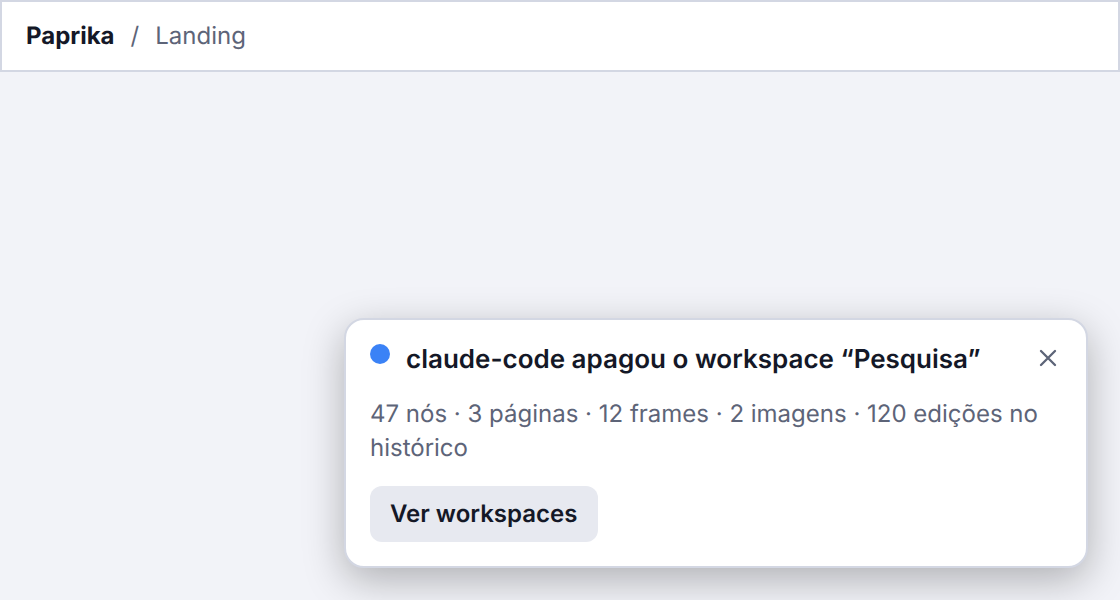 Paprika / Landing
claude-code apagou o workspace “Pesquisa”
47 nós · 3 páginas · 12 frames · 2 imagens · 120 edições no
histórico
Ver workspaces